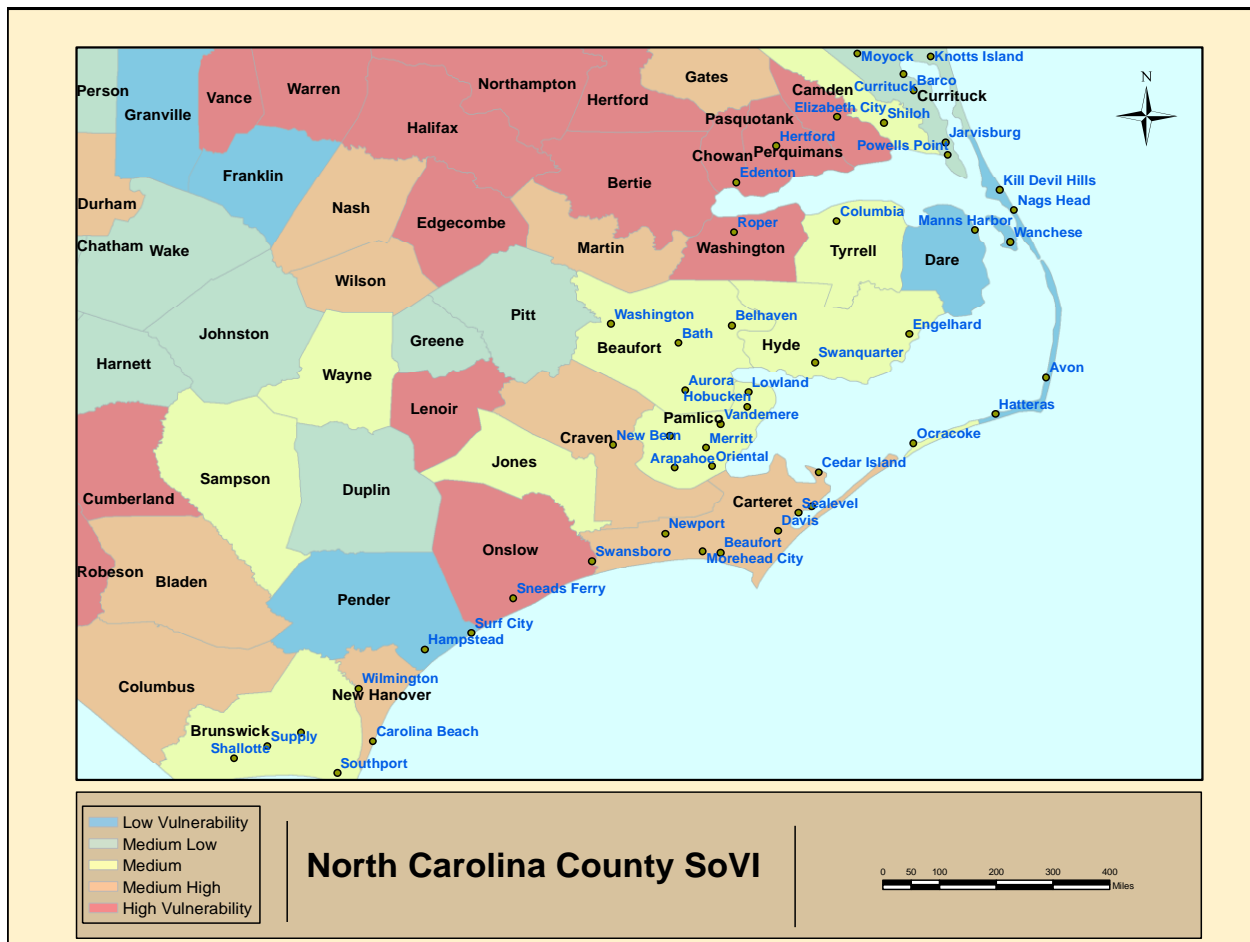 Moyock
Knotts Island
Gates
N
Northampton
Person
Warren
Camden
Currituck
Barco
Vance
Hertford
Currituck
Granville
Elizabeth City
Pasquotank
Shiloh
Halifax
Jarvisburg
Hertford
Powells Point
Chowan
Perquimans
Franklin
Edenton
Bertie
Kill Devil Hills
Durham
Nash
Nags Head
Columbia
Edgecombe
Manns Harbor
Roper
Wanchese
Chatham
Wake
Martin
Washington
Tyrrell
Dare
Wilson
Pitt
Washington
Belhaven
Engelhard
Johnston
Bath
Greene
Beaufort
Hyde
Swanquarter
Harnett
Wayne
Avon
Aurora
Lowland
Hobucken
Lenoir
Hatteras
Pamlico
Vandemere
Craven
New Bern
Ocracoke
Merritt
Arapahoe
Oriental
Jones
Cedar Island
Sampson
Duplin
Cumberland
Carteret
Sealevel
Davis
Newport
Onslow
Swansboro
Beaufort
Morehead City
Robeson
Bladen
Sneads Ferry
Pender
Surf City
Hampstead
Columbus
Wilmington
New Hanover
Brunswick
Supply
Carolina Beach
Shallotte
Southport
Low Vulnerability
Medium Low
Medium
Medium High
High Vulnerability
North Carolina County SoVI
0 50 100 200 300 400
Miles